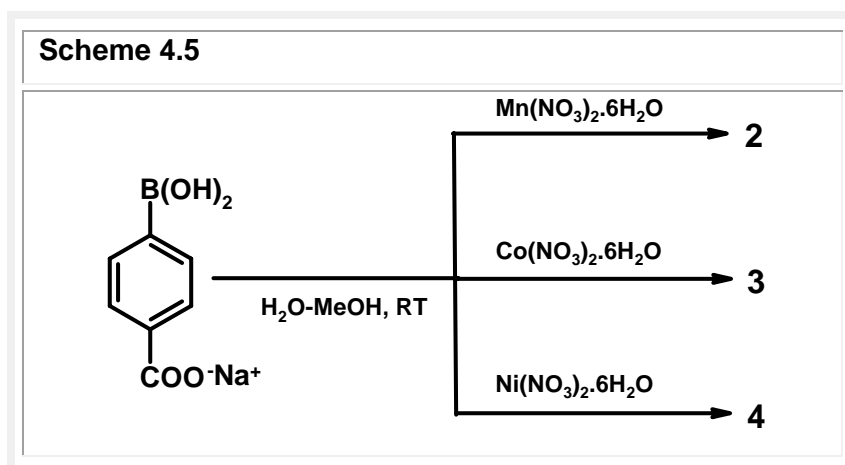 Scheme 4.5
Mn(NO₃)₂.6H₂O
2
B(OH)₂
Co(NO₃)₂.6H₂O
3
H₂O-MeOH, RT
COO⁻Na⁺
Ni(NO₃)₂.6H₂O
4